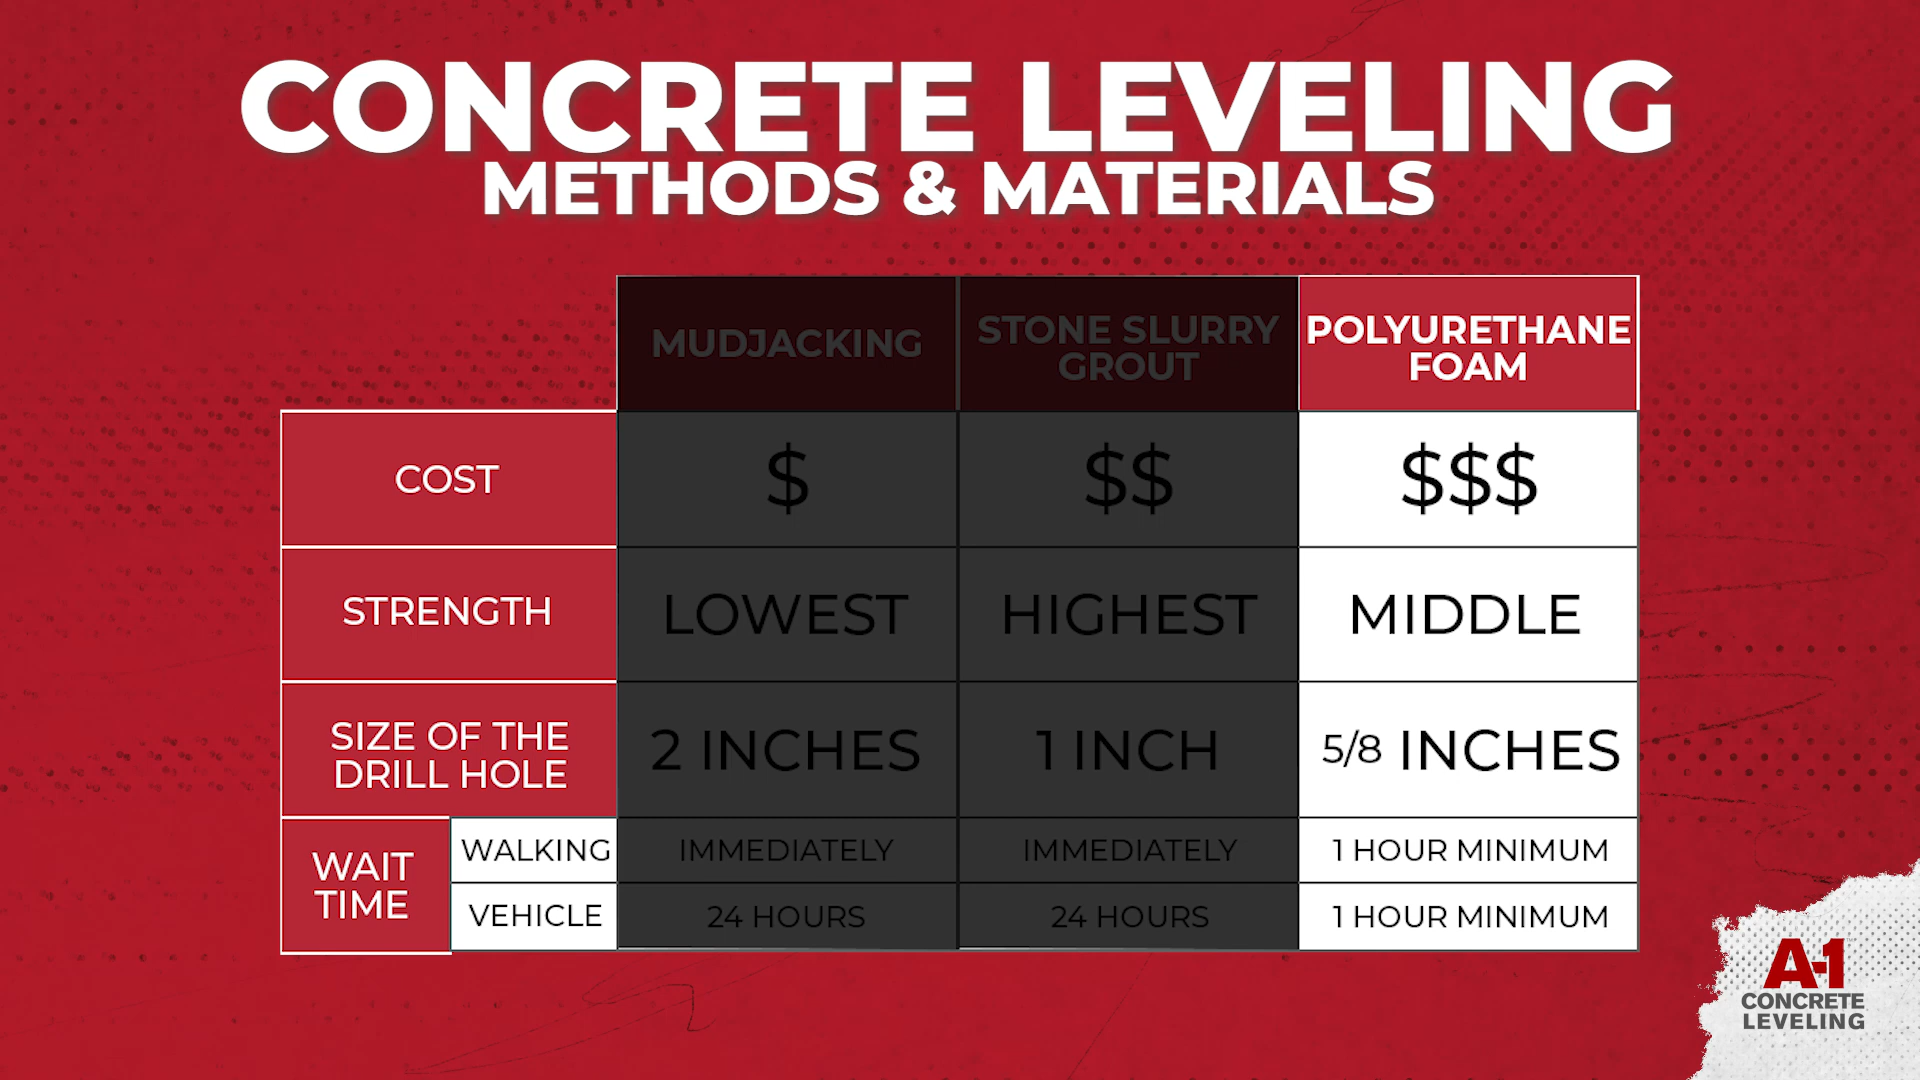 CONCRETE LEVELING
METHODS & MATERIALS
MUDJACKING
STONE SLURRY
GROUT
POLYURETHANE
FOAM
COST
$
$$
$$$
STRENGTH
LOWEST
HIGHEST
MIDDLE
SIZE OF THE
DRILL HOLE
2 INCHES
1 INCH
5/8 INCHES
WAIT
TIME
WALKING
IMMEDIATELY
IMMEDIATELY
1 HOUR MINIMUM
VEHICLE
24 HOURS
24 HOURS
1 HOUR MINIMUM
A-1
CONCRETE
LEVELING